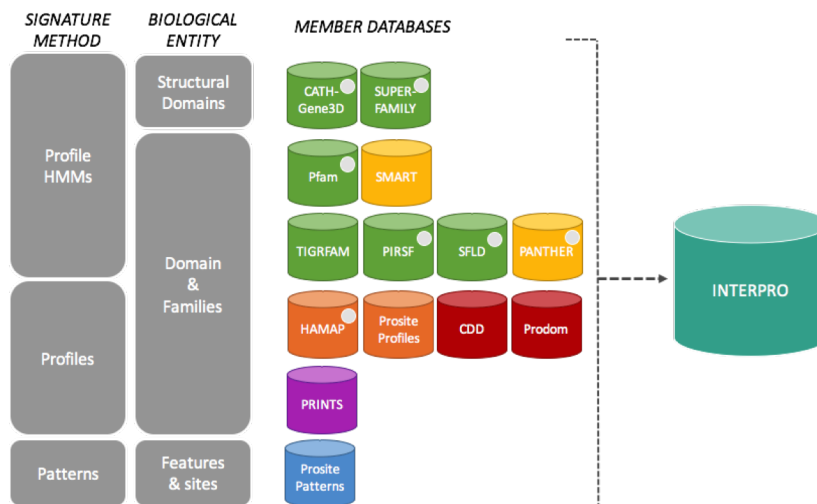 SIGNATURE
METHOD
BIOLOGICAL
ENTITY
MEMBER DATABASES
Structural
Domains
CATH-
Gene3D
SUPER-
FAMILY
Profile
HMMs
Pfam
SMART
Domain
&
Families
TIGRFAM
PIRSF
SFLD
PANTHER
INTERPRO
Profiles
HAMAP
Prosite
Profiles
CDD
Prodom
PRINTS
Patterns
Features
& sites
Prosite
Patterns